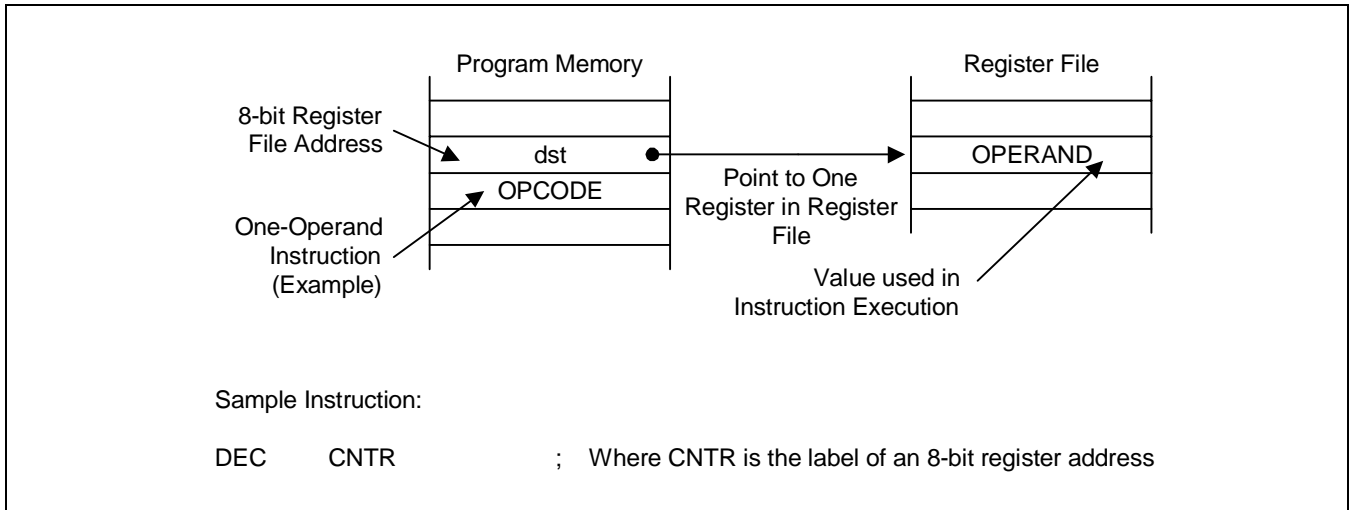 Program Memory
Register File
8-bit Register
File Address
dst
OPERAND
OPCODE
Point to One
Register in Register
File
One-Operand
Instruction
(Example)
Value used in
Instruction Execution
Sample Instruction:
DEC CNTR ; Where CNTR is the label of an 8-bit register address